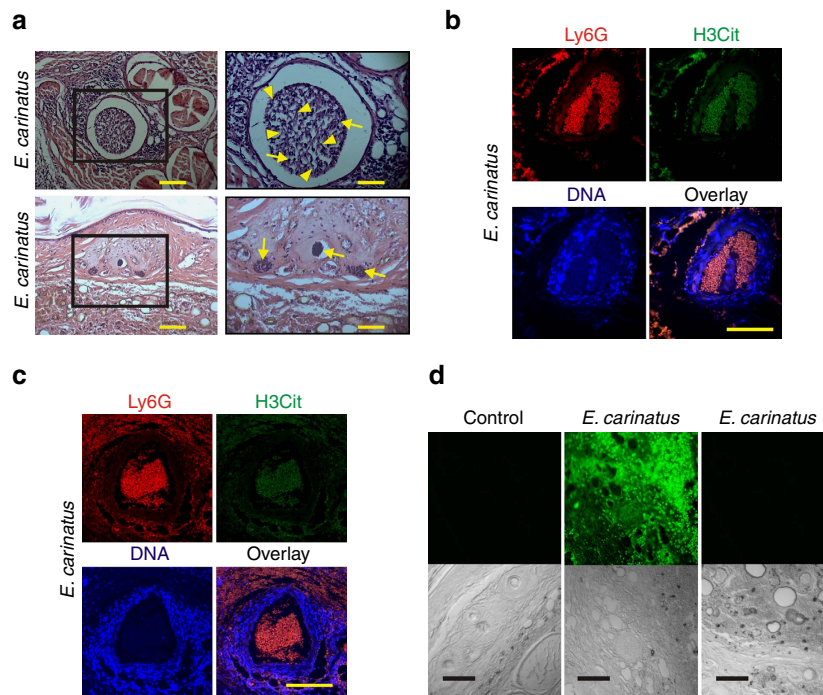 a
E. carinatus
E. carinatus
b
Ly6G H3Cit
DNA Overlay
E. carinatus
c
Ly6G H3Cit
DNA Overlay
E. carinatus
d
Control E. carinatus E. carinatus